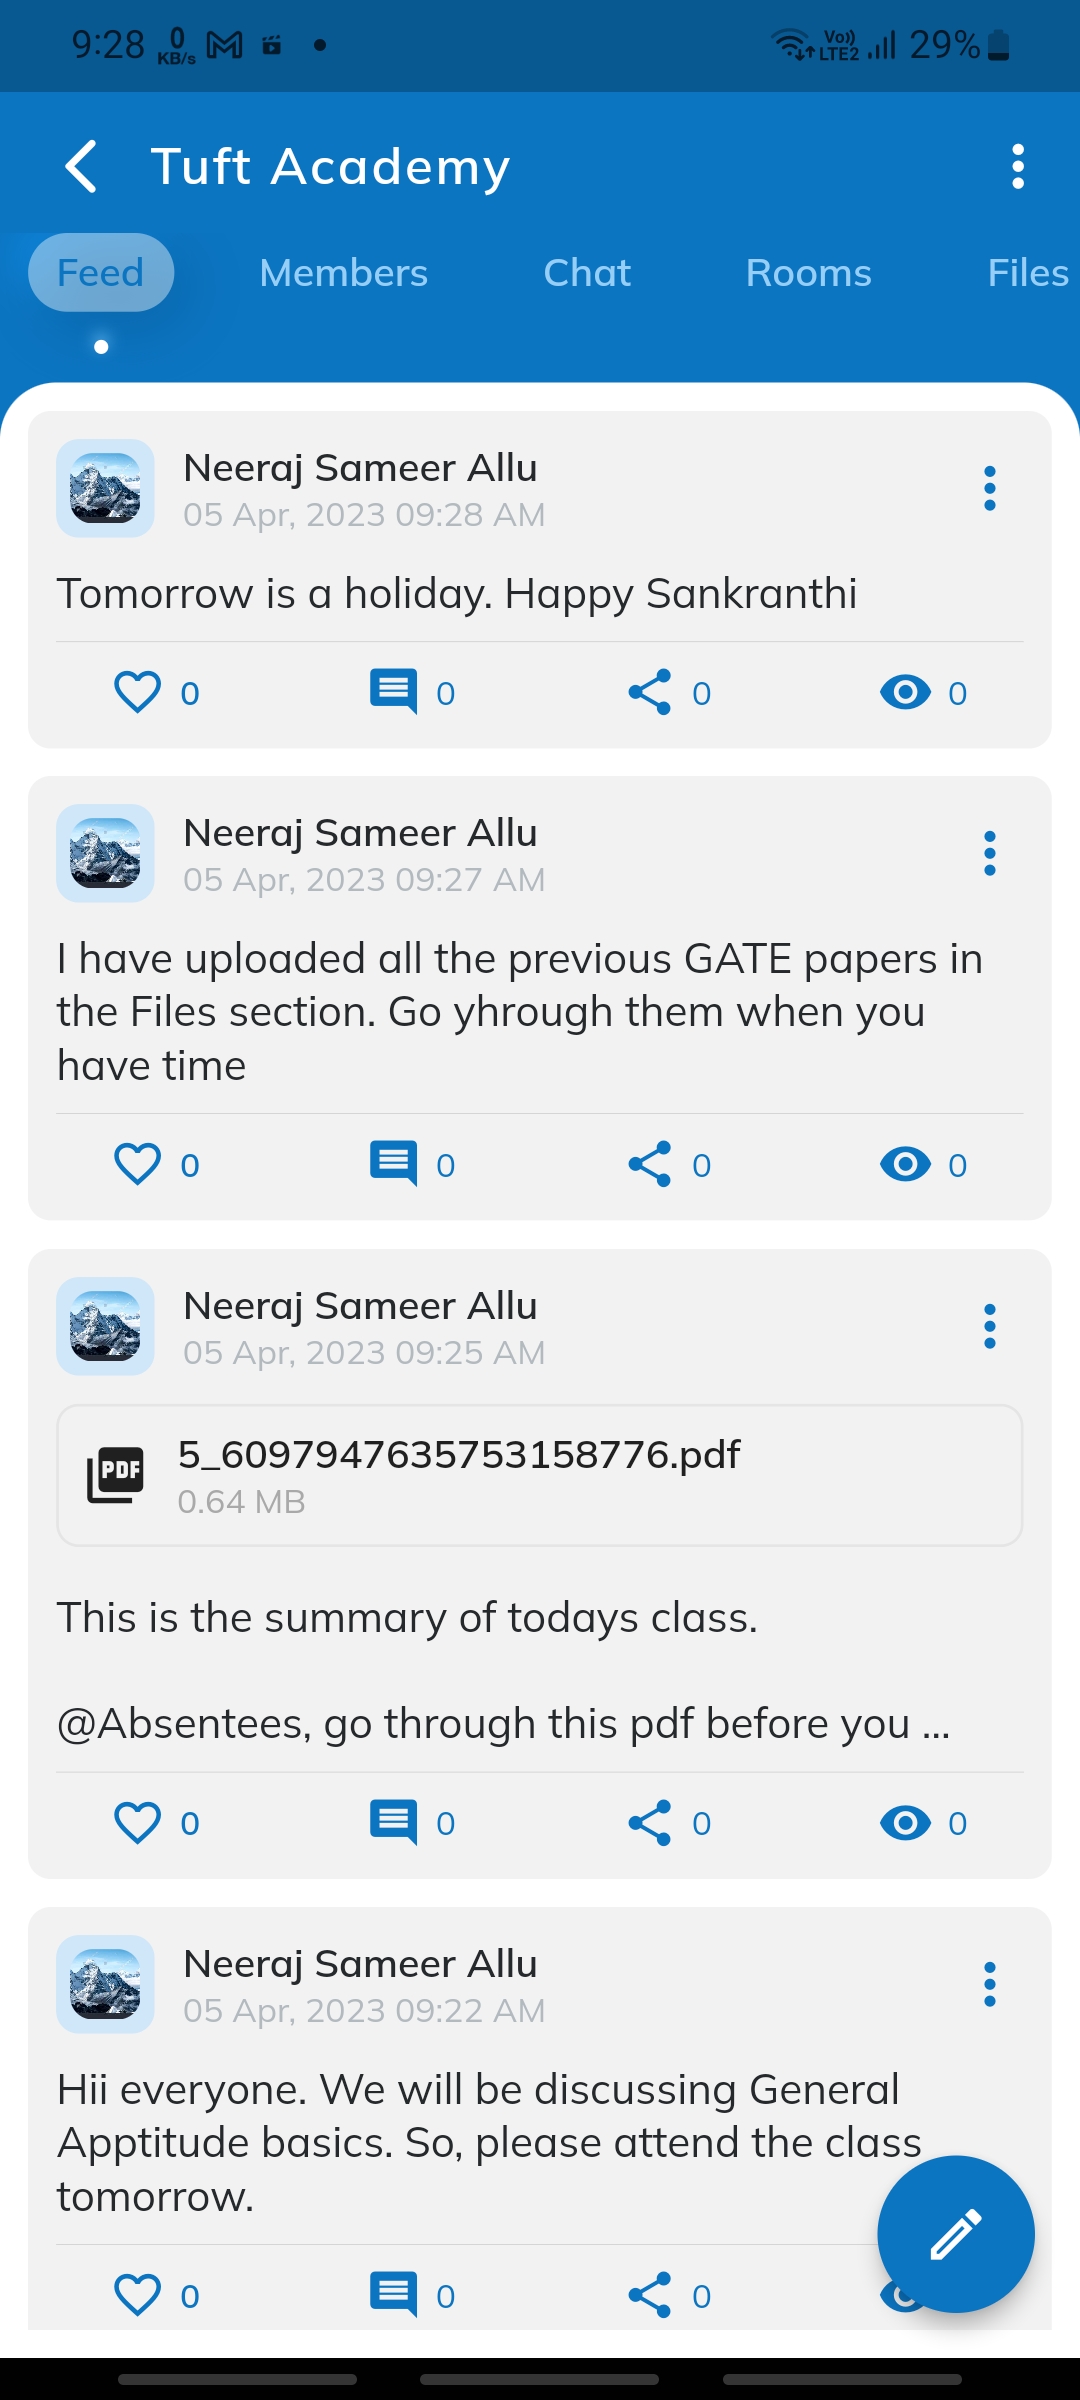 9:28 0 KB/s Vo)) LTE2 29%
Tuft Academy
Feed Members Chat Rooms Files
Neeraj Sameer Allu
05 Apr, 2023 09:28 AM
Tomorrow is a holiday. Happy Sankranthi
0 0 0 0
Neeraj Sameer Allu
05 Apr, 2023 09:27 AM
I have uploaded all the previous GATE papers in
the Files section. Go yhrough them when you
have time
0 0 0 0
Neeraj Sameer Allu
05 Apr, 2023 09:25 AM
PDF 5_6097947635753158776.pdf
0.64 MB
This is the summary of todays class.
@Absentees, go through this pdf before you ...
0 0 0 0
Neeraj Sameer Allu
05 Apr, 2023 09:22 AM
Hii everyone. We will be discussing General
Apptitude basics. So, please attend the class
tomorrow.
0 0 0